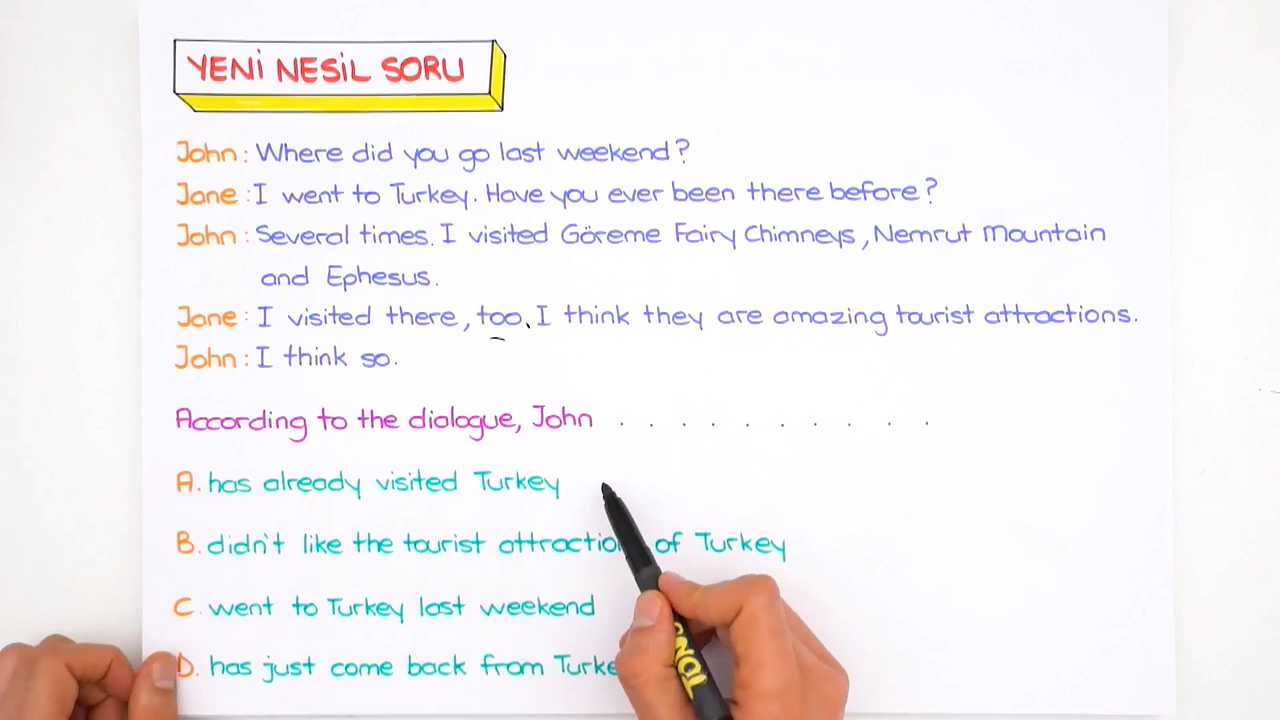 YENİ NESİL SORU
John: Where did you go last weekend?
Jane: I went to Turkey. Have you ever been there before?
John: Several times. I visited Göreme Fairy Chimneys, Nemrut Mountain
and Ephesus.
Jane: I visited there, too. I think they are amazing tourist attractions.
John: I think so.
According to the dialogue, John . . . . . . . . . . .
A. has already visited Turkey
B. didn't like the tourist of Turkey
C. went to Turkey last weekend
D. has just come back from